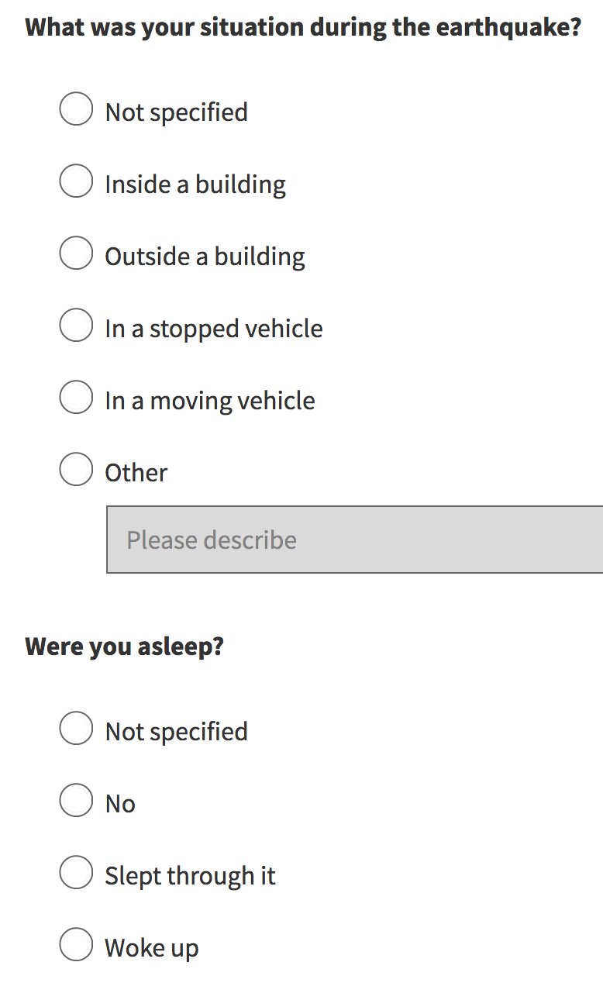 What was your situation during the earthquake?
Not specified
Inside a building
Outside a building
In a stopped vehicle
In a moving vehicle
Other
Please describe
Were you asleep?
Not specified
No
Slept through it
Woke up